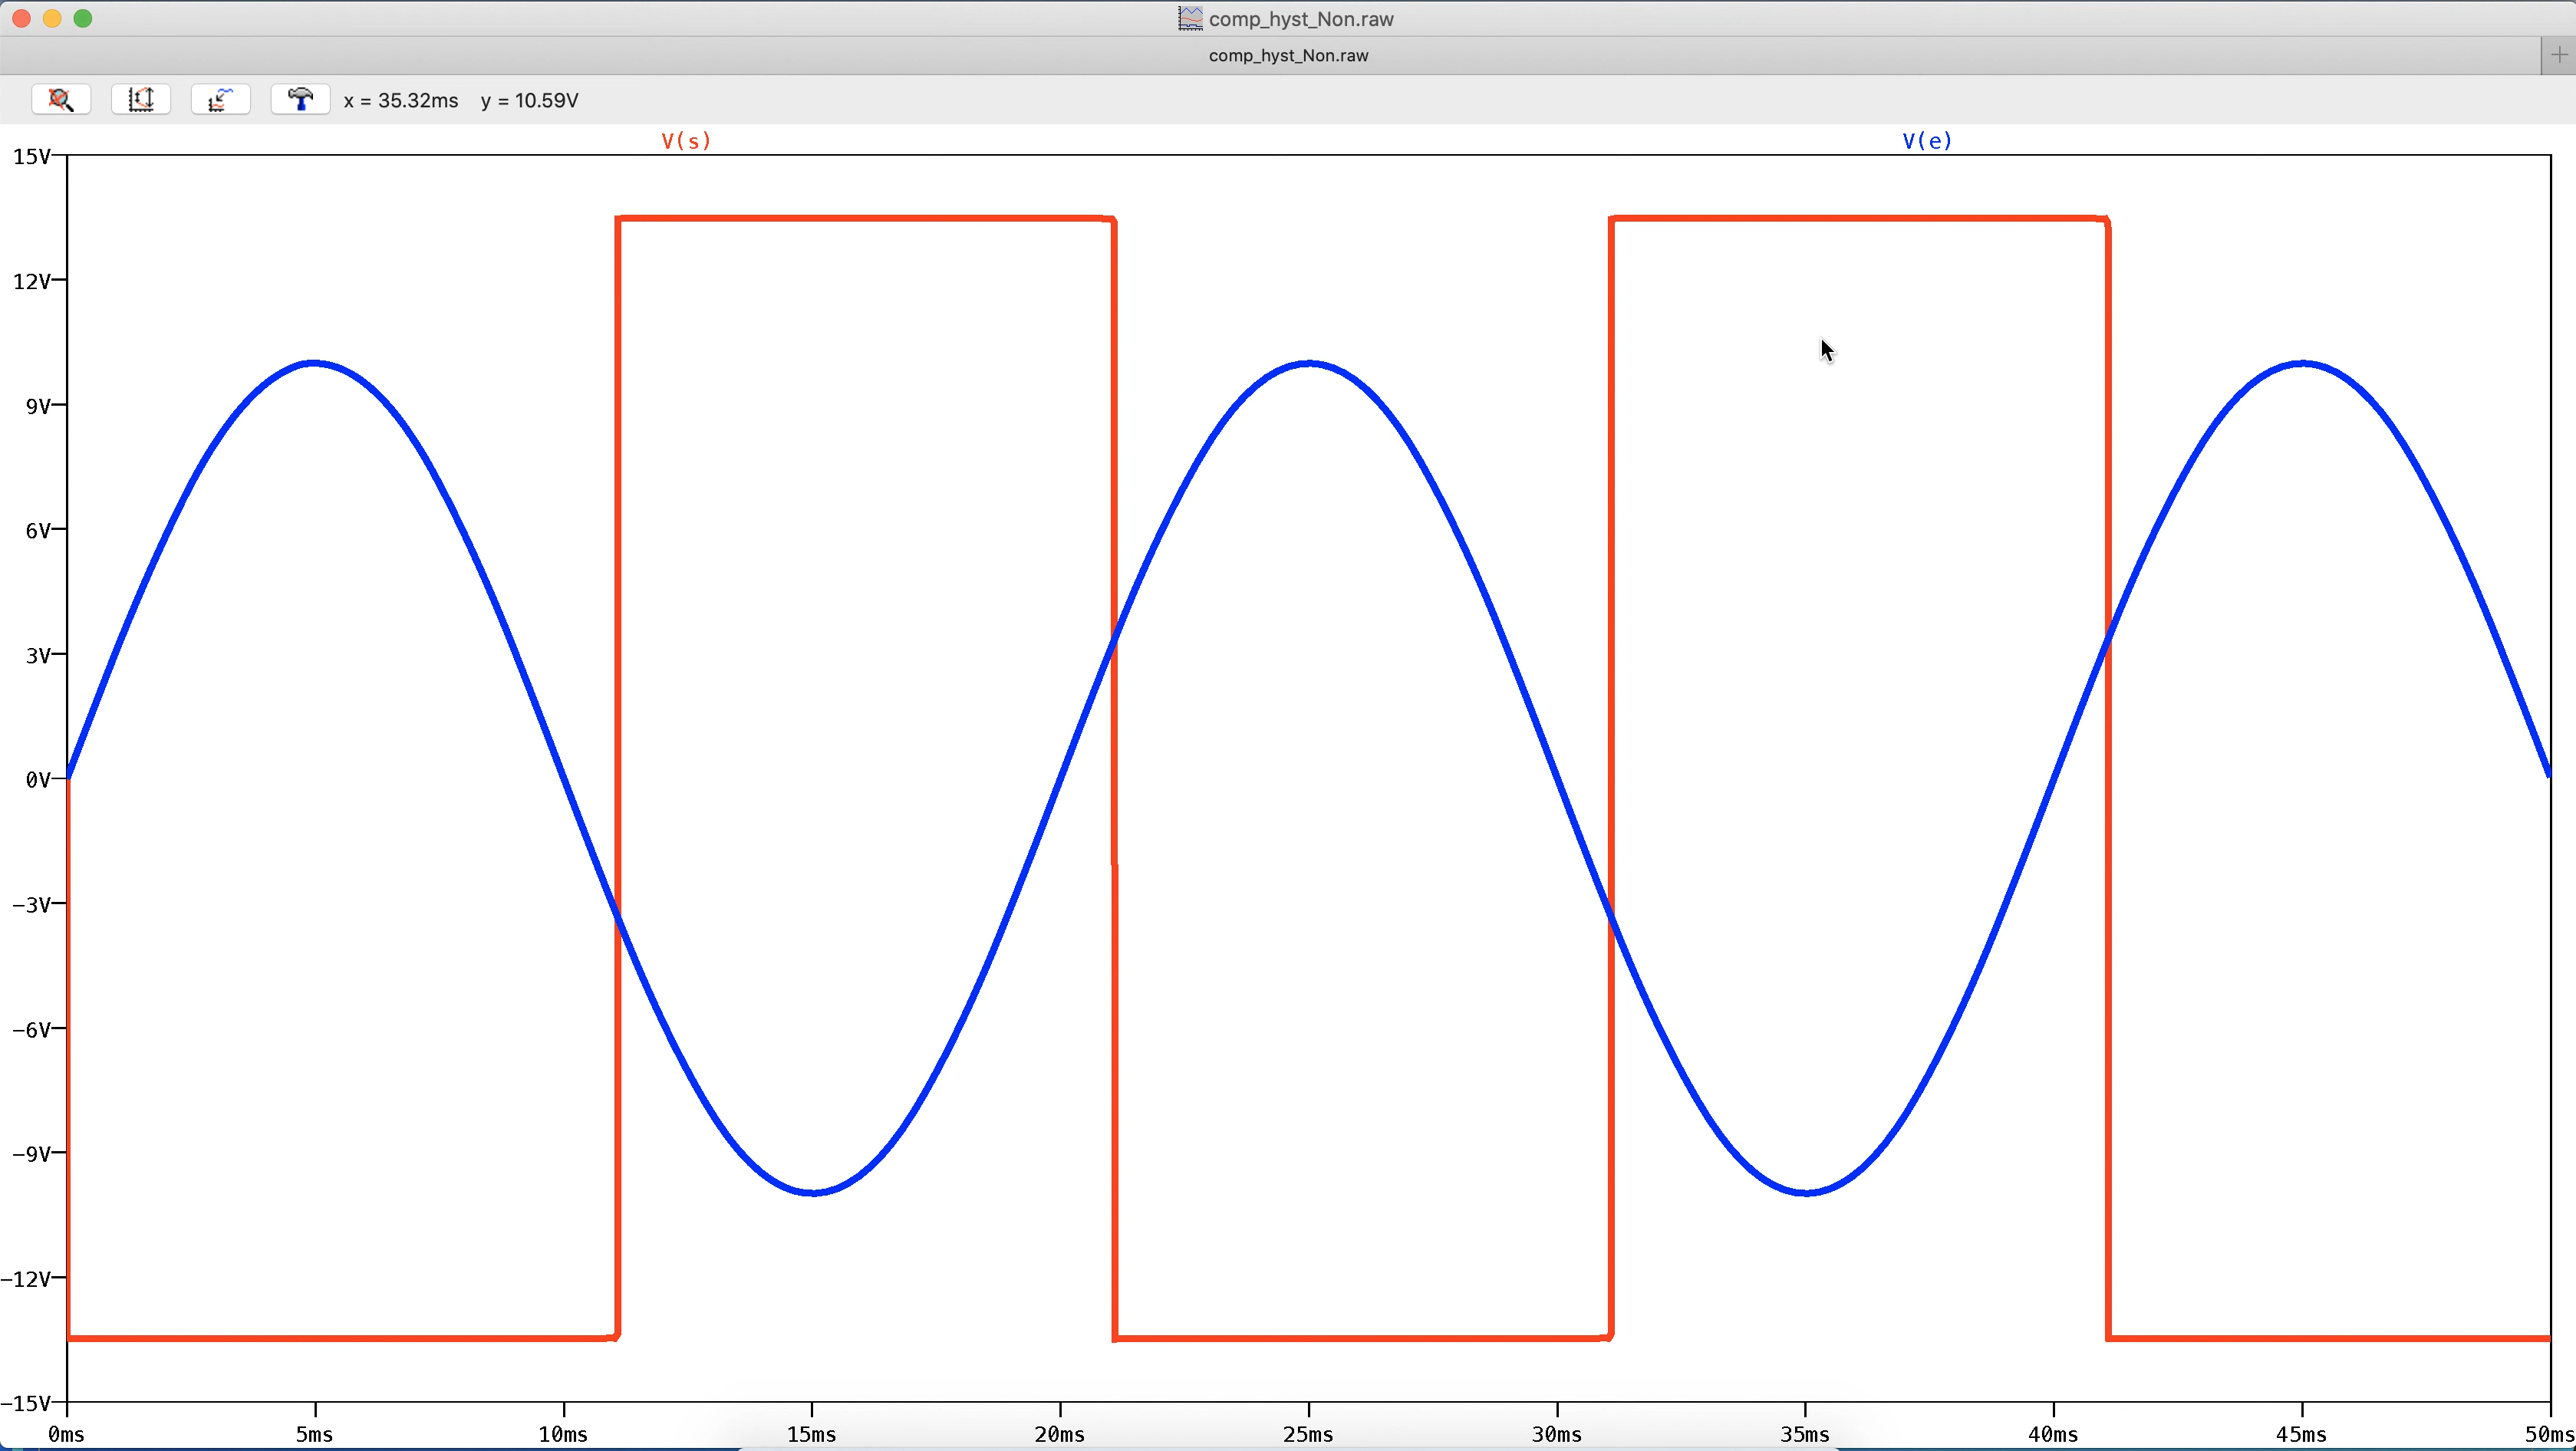 comp_hyst_Non.raw
comp_hyst_Non.raw
x = 35.32ms y = 10.59V
V(s) V(e)
15V
12V
9V
6V
3V
0V
-3V
-6V
-9V
-12V
-15V
0ms 5ms 10ms 15ms 20ms 25ms 30ms 35ms 40ms 45ms 50ms